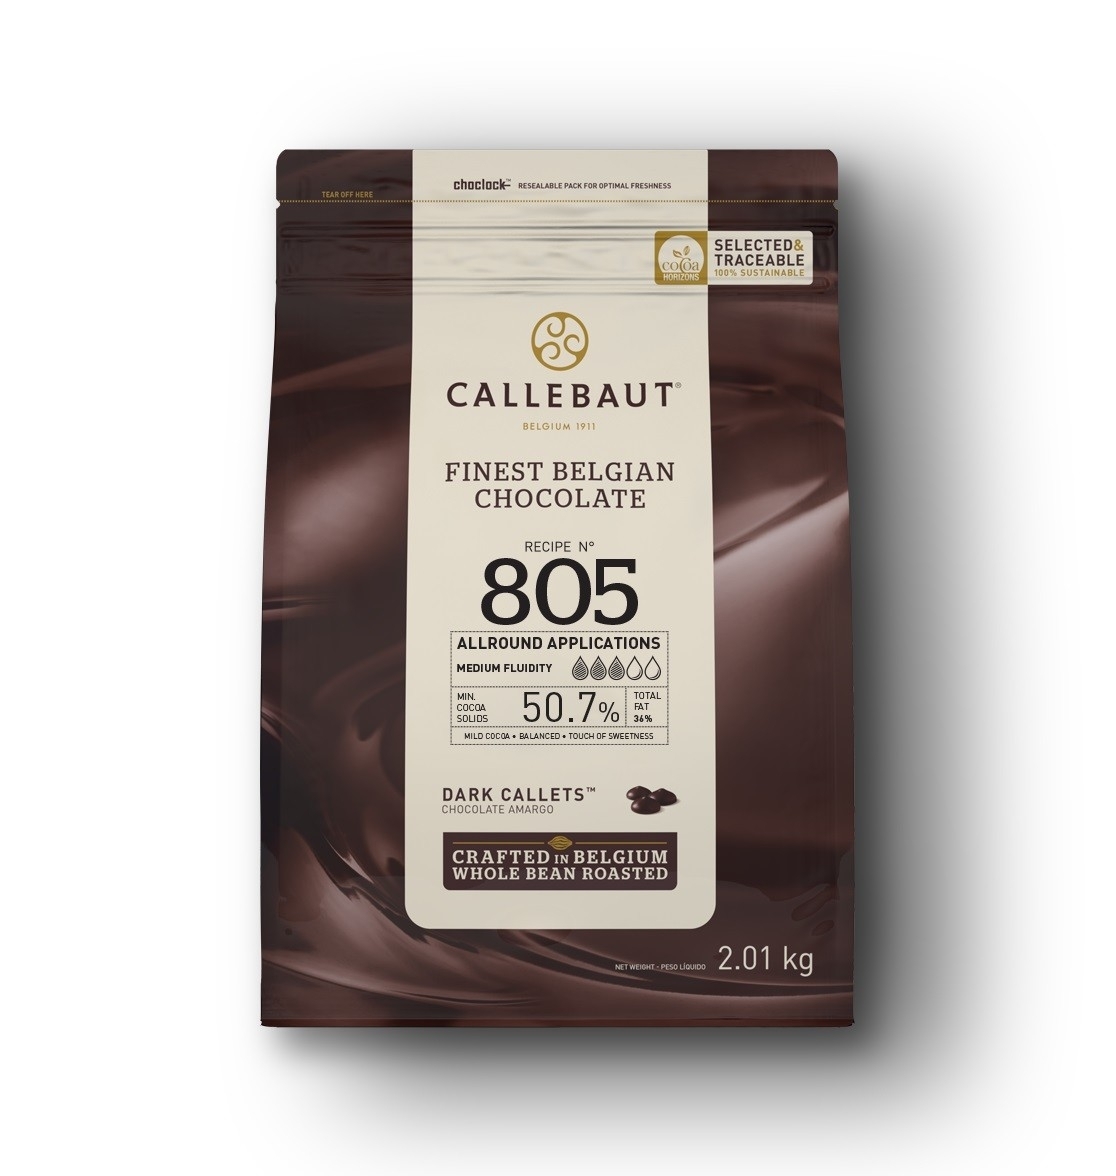 choclock™ RESEALABLE PACK FOR OPTIMAL FRESHNESS
TEAR OFF HERE
cocoa
HORIZONS
SELECTED&
TRACEABLE
100% SUSTAINABLE
CALLEBAUT®
BELGIUM 1911
FINEST BELGIAN
CHOCOLATE
RECIPE N°
805
ALLROUND APPLICATIONS
MEDIUM FLUIDITY
MIN.
COCOA
SOLIDS
50.7%
TOTAL
FAT
36%
MILD COCOA • BALANCED • TOUCH OF SWEETNESS
DARK CALLETS™
CHOCOLATE AMARGO
CRAFTED IN BELGIUM
WHOLE BEAN ROASTED
NET WEIGHT - PESO LÍQUIDO 2.01 kg